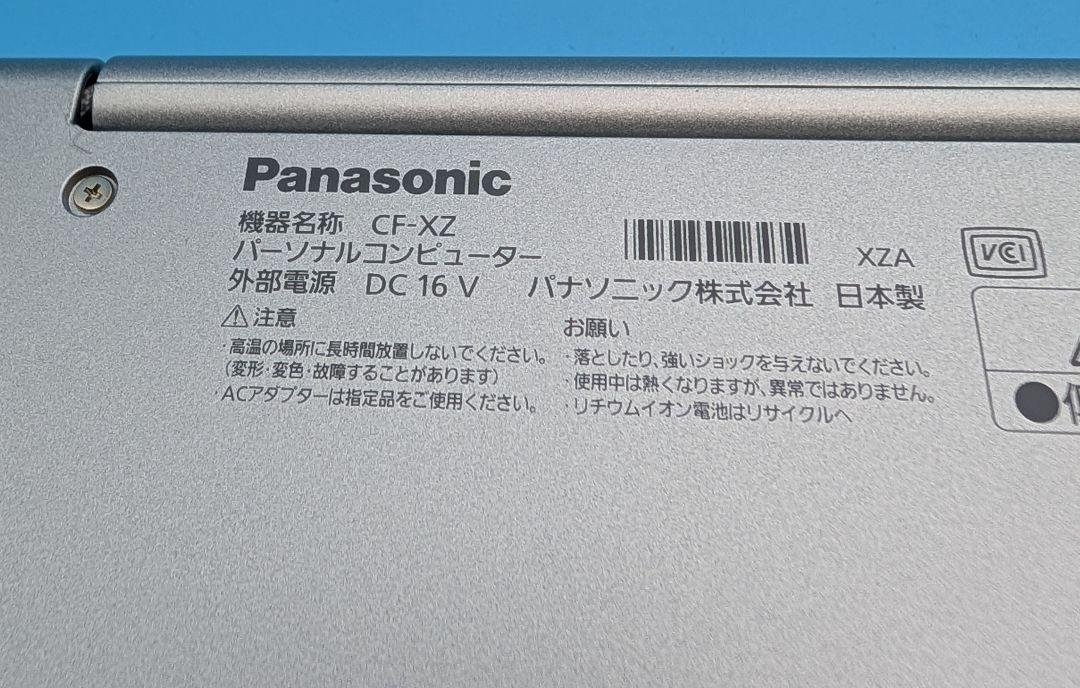 Panasonic
機器名称 CF-XZ
パーソナルコンピューター
XZA
VCI
外部電源 DC 16 V パナソニック株式会社 日本製
⚠注意
・高温の場所に長時間放置しないでください。
(変形・変色・故障することがあります)
・ACアダプターは指定品をご使用ください。
お願い
・落としたり、強いショックを与えないでください。
・使用中は熱くなりますが、異常ではありません。
・リチウムイオン電池はリサイクルへ